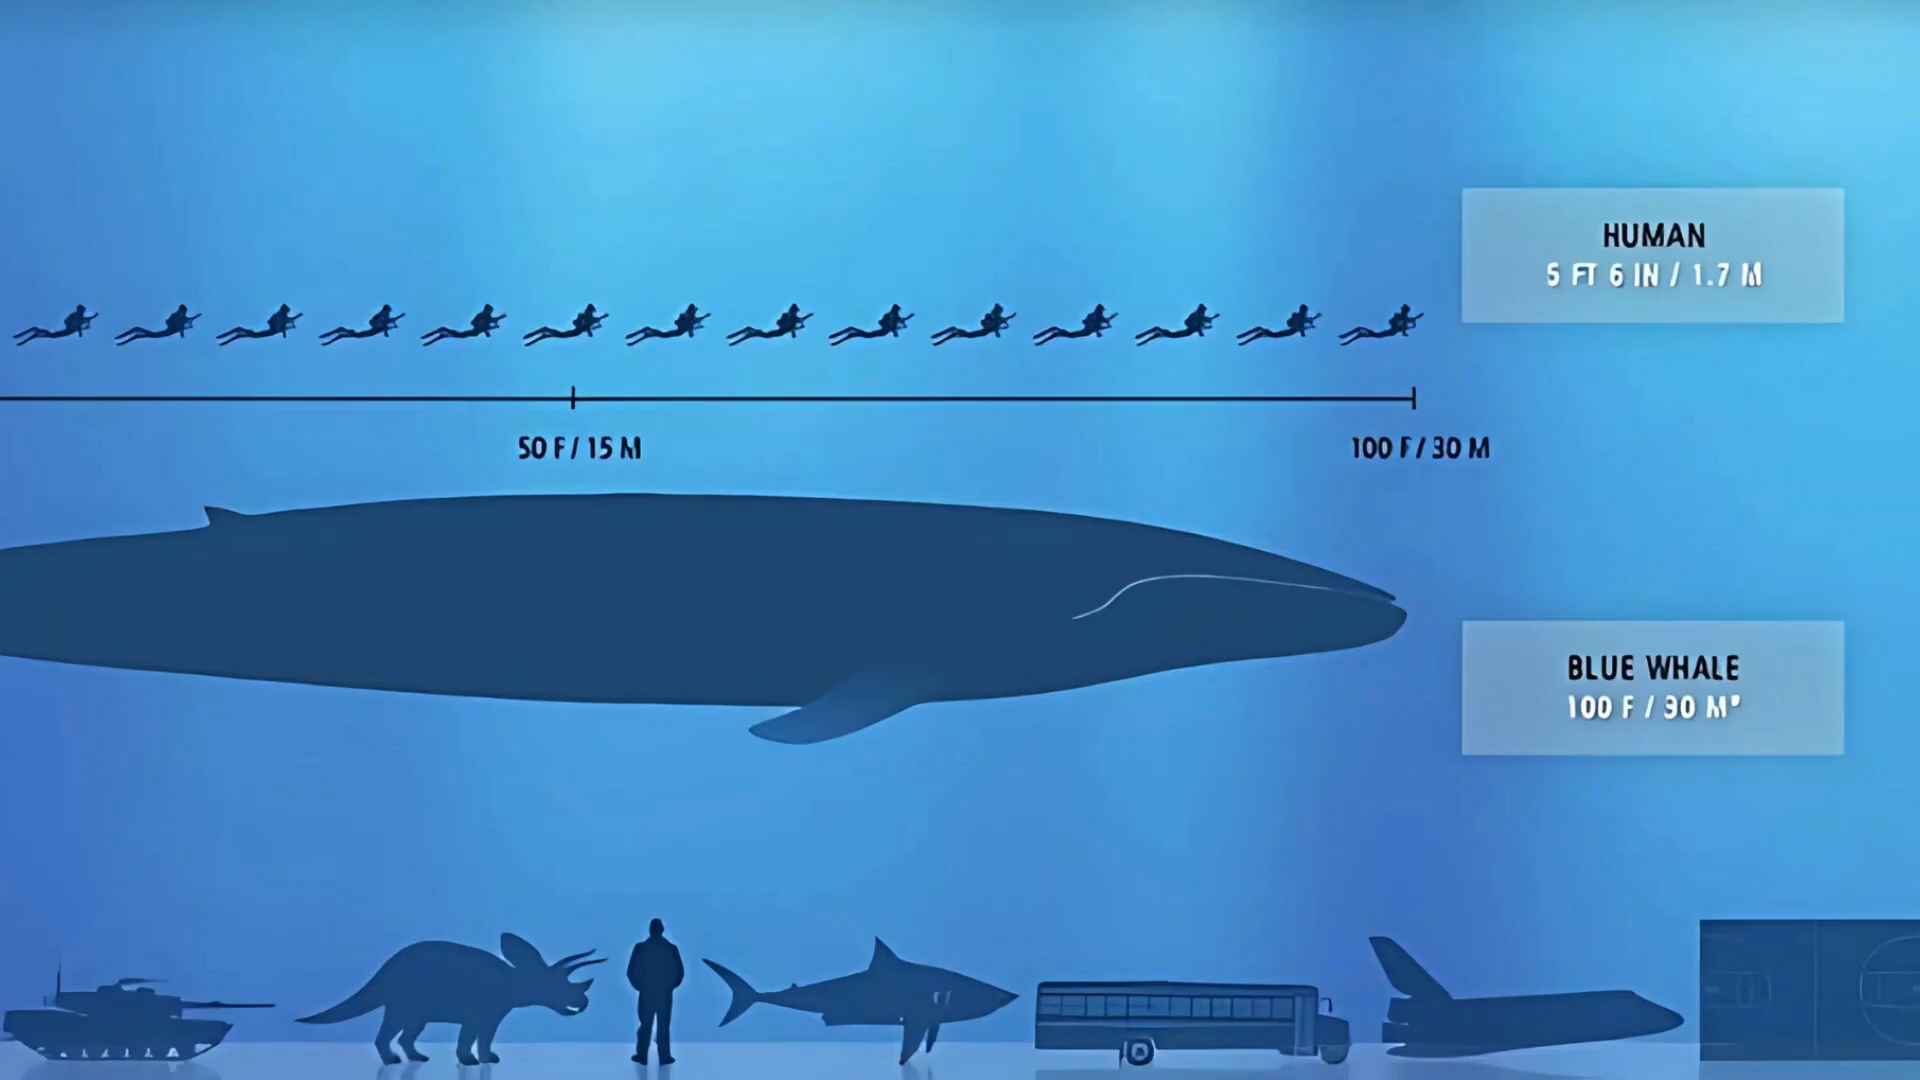 HUMAN
5 FT 6 IN / 1.7 M
50 F / 15 M
100 F / 30 M
BLUE WHALE
100 F / 30 M*